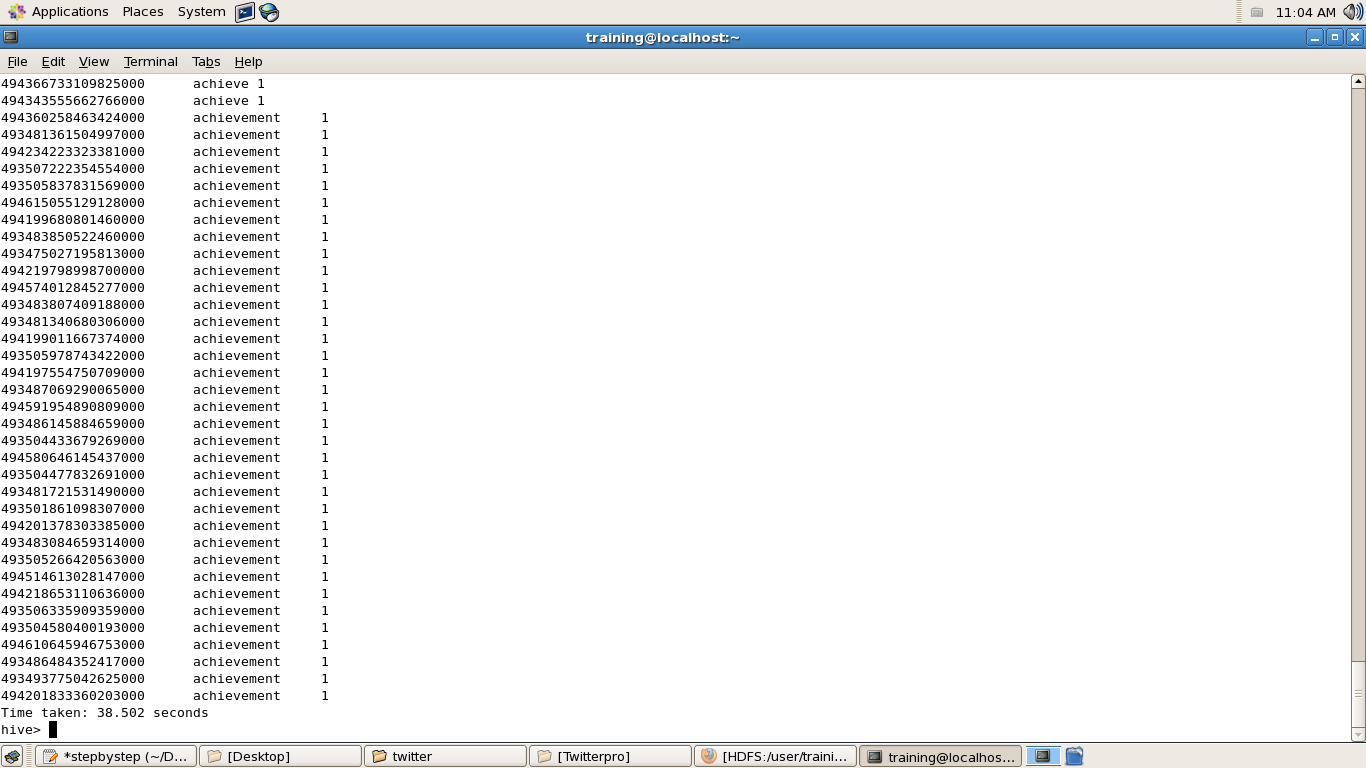 Applications Places System 11:04 AM
training@localhost:~
File Edit View Terminal Tabs Help
494366733109825000 achieve 1
494343555662766000 achieve 1
494360258463424000 achievement 1
493481361504997000 achievement 1
494234223323381000 achievement 1
493507222354554000 achievement 1
493505837831569000 achievement 1
494615055129128000 achievement 1
494199680801460000 achievement 1
493483850522460000 achievement 1
493475027195813000 achievement 1
494219798998700000 achievement 1
494574012845277000 achievement 1
493483807409188000 achievement 1
493481340680306000 achievement 1
494199011667374000 achievement 1
493505978743422000 achievement 1
494197554750709000 achievement 1
493487069290065000 achievement 1
494591954890809000 achievement 1
493486145884659000 achievement 1
493504433679269000 achievement 1
494580646145437000 achievement 1
493504477832691000 achievement 1
493481721531490000 achievement 1
493501861098307000 achievement 1
494201378303385000 achievement 1
493483084659314000 achievement 1
493505266420563000 achievement 1
494514613028147000 achievement 1
494218653110636000 achievement 1
493506335909359000 achievement 1
493504580400193000 achievement 1
494610645946753000 achievement 1
493486484352417000 achievement 1
493493775042625000 achievement 1
494201833360203000 achievement 1
Time taken: 38.502 seconds
hive>
*stepbystep (~/D... [Desktop] twitter [Twitterpro] [HDFS:/user/traini... training@localhos...